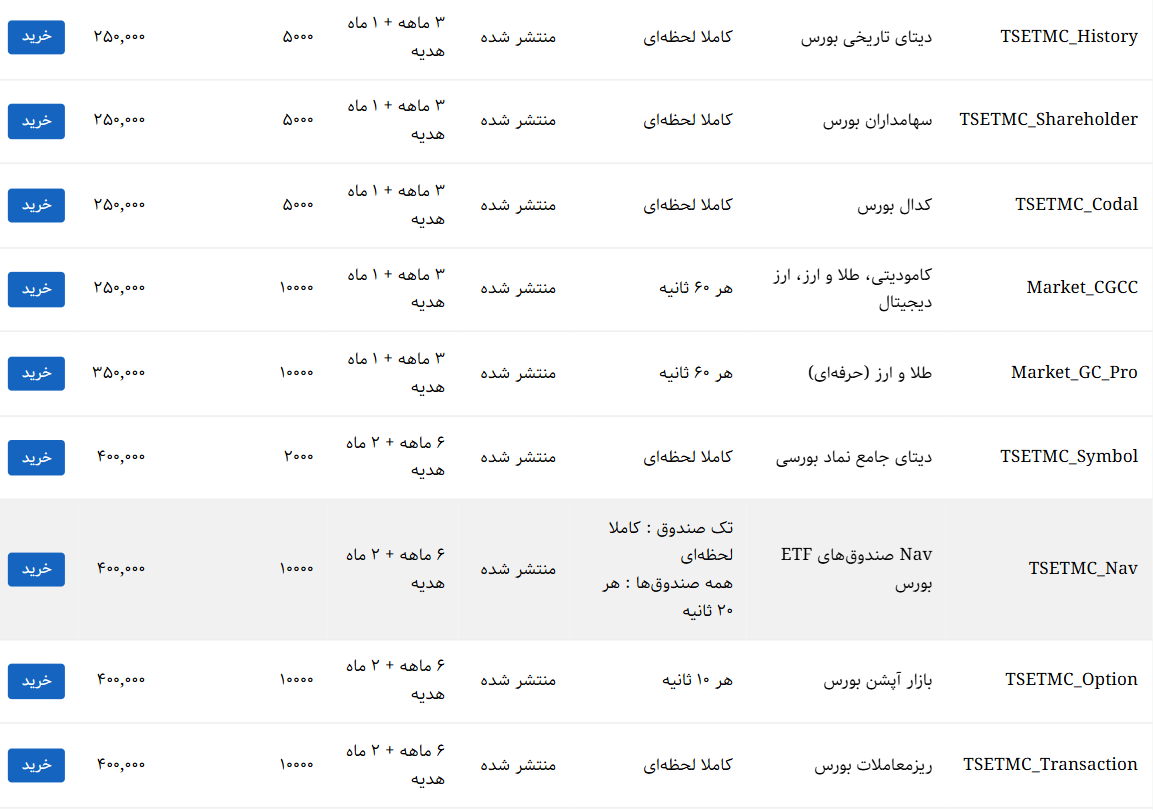 TSETMC_History دیتای تاریخی بورس کاملا لحظه‌ای منتشر شده ۳ ماهه + ۱ ماه هدیه ۵۰۰۰ ۲۵۰,۰۰۰ خرید
TSETMC_Shareholder سهامداران بورس کاملا لحظه‌ای منتشر شده ۳ ماهه + ۱ ماه هدیه ۵۰۰۰ ۲۵۰,۰۰۰ خرید
TSETMC_Codal کدال بورس کاملا لحظه‌ای منتشر شده ۳ ماهه + ۱ ماه هدیه ۵۰۰۰ ۲۵۰,۰۰۰ خرید
Market_CGCC کامودیتی، طلا و ارز، ارز دیجیتال هر ۶۰ ثانیه منتشر شده ۳ ماهه + ۱ ماه هدیه ۱۰۰۰۰ ۲۵۰,۰۰۰ خرید
Market_GC_Pro طلا و ارز (حرفه‌ای) هر ۶۰ ثانیه منتشر شده ۳ ماهه + ۱ ماه هدیه ۱۰۰۰۰ ۳۵۰,۰۰۰ خرید
TSETMC_Symbol دیتای جامع نماد بورسی کاملا لحظه‌ای منتشر شده ۶ ماهه + ۲ ماه هدیه ۲۰۰۰ ۴۰۰,۰۰۰ خرید
TSETMC_Nav Nav صندوق‌های ETF بورس تک صندوق : کاملا لحظه‌ای همه صندوق‌ها : هر ۲۰ ثانیه منتشر شده ۶ ماهه + ۲ ماه هدیه ۱۰۰۰۰ ۴۰۰,۰۰۰ خرید
TSETMC_Option بازار آپشن بورس هر ۱۰ ثانیه منتشر شده ۶ ماهه + ۲ ماه هدیه ۱۰۰۰۰ ۴۰۰,۰۰۰ خرید
TSETMC_Transaction ریزمعاملات بورس کاملا لحظه‌ای منتشر شده ۶ ماهه + ۲ ماه هدیه ۱۰۰۰۰ ۴۰۰,۰۰۰ خرید